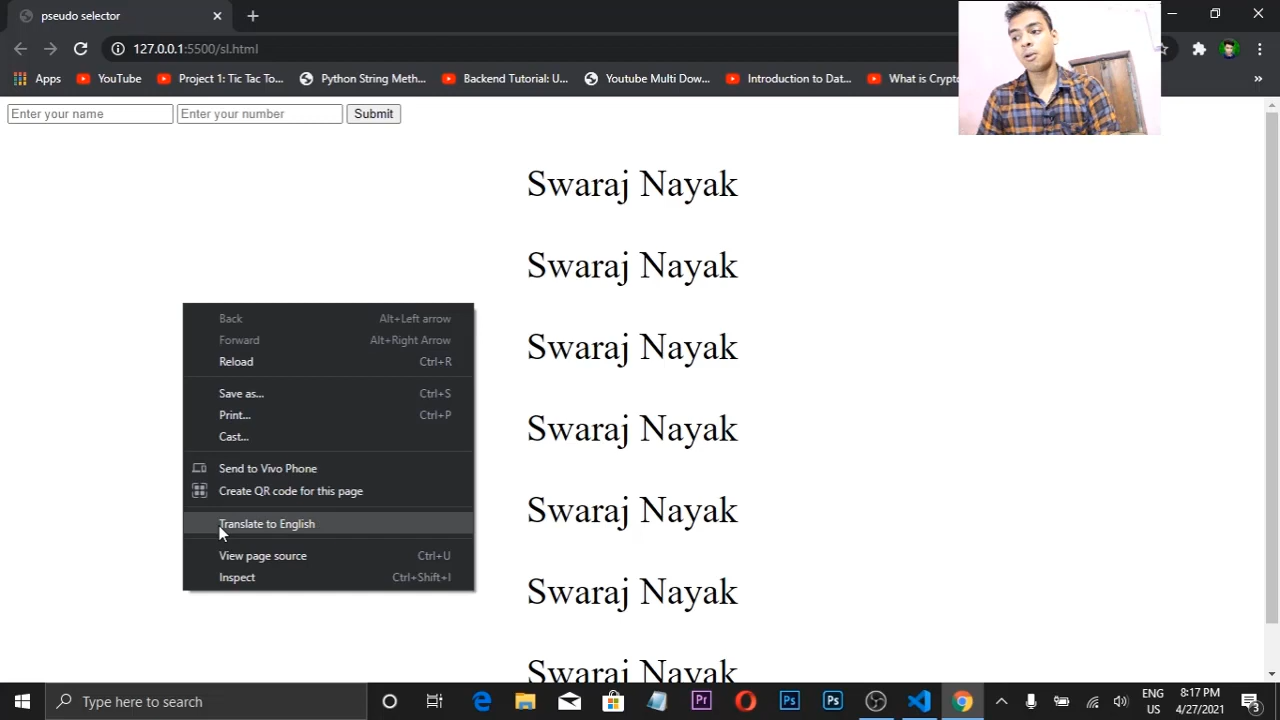 pseudo selector
127.0.0.1:5500/sl.html
Apps YouTube Project 1: Tic Tac To... Python String Meth... Backend Tutorial: U... Youtube Multi Dow... Introduction to Dat... What is Crypto »
Enter your name Enter your number Submit
Swaraj Nayak
Swaraj Nayak
Swaraj Nayak
Swaraj Nayak
Swaraj Nayak
Swaraj Nayak
Swaraj Nayak
Back Alt+Left arrow
Forward Alt+Right Arrow
Reload Ctrl+R
Save as... Ctrl+S
Print... Ctrl+P
Cast...
Send to Vivo Phone
Create QR code for this page
Translate to English
View page source Ctrl+U
Inspect Ctrl+Shift+I
Type here to search
Pr
Ps
Ps
ENG
US
8:17 PM
4/27/2021
3